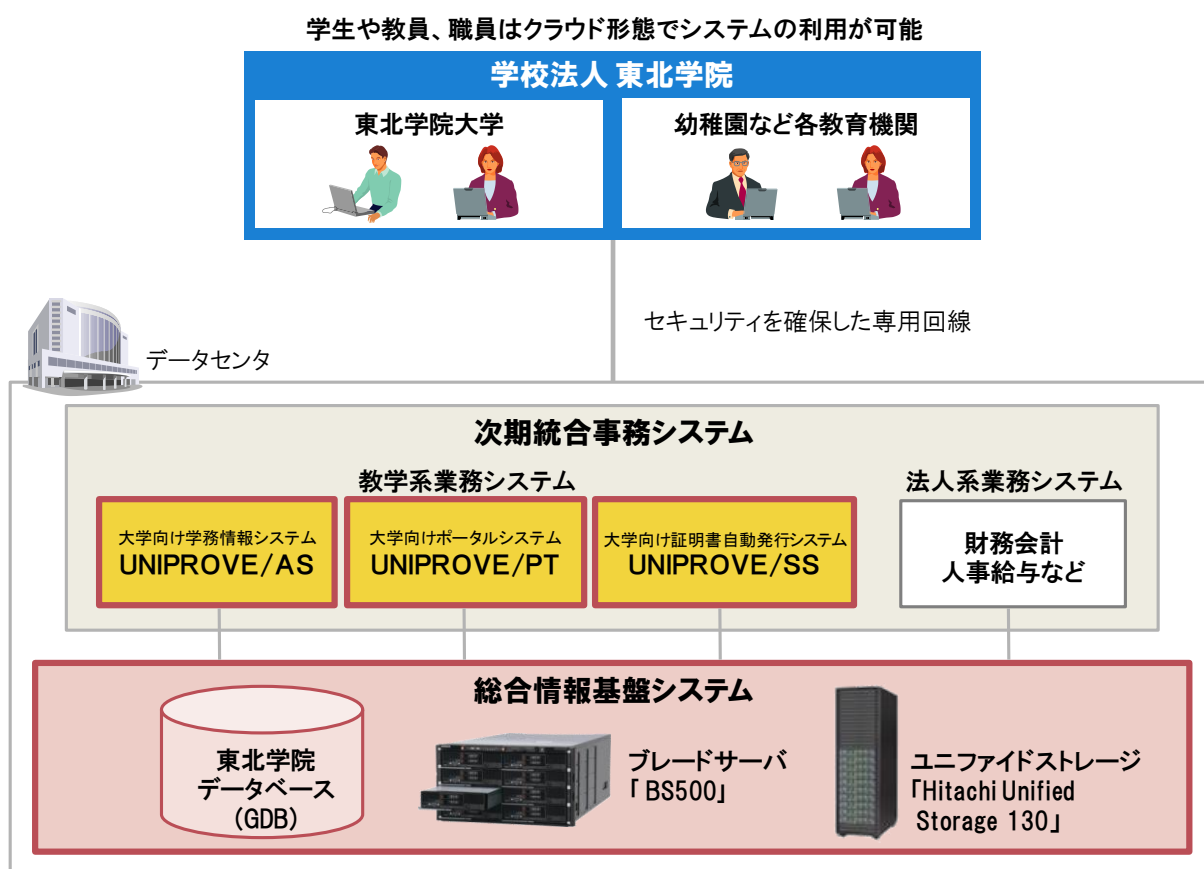 学生や教員、職員はクラウド形態でシステムの利用が可能
学校法人 東北学院
東北学院大学
幼稚園など各教育機関
セキュリティを確保した専用回線
データセンタ
次期統合事務システム
教学系業務システム
法人系業務システム
大学向け学務情報システム
UNIPROVE/AS
大学向けポータルシステム
UNIPROVE/PT
大学向け証明書自動発行システム
UNIPROVE/SS
財務会計
人事給与など
総合情報基盤システム
東北学院
データベース
(GDB)
ブレードサーバ
「BS500」
ユニファイドストレージ
「Hitachi Unified
Storage 130」